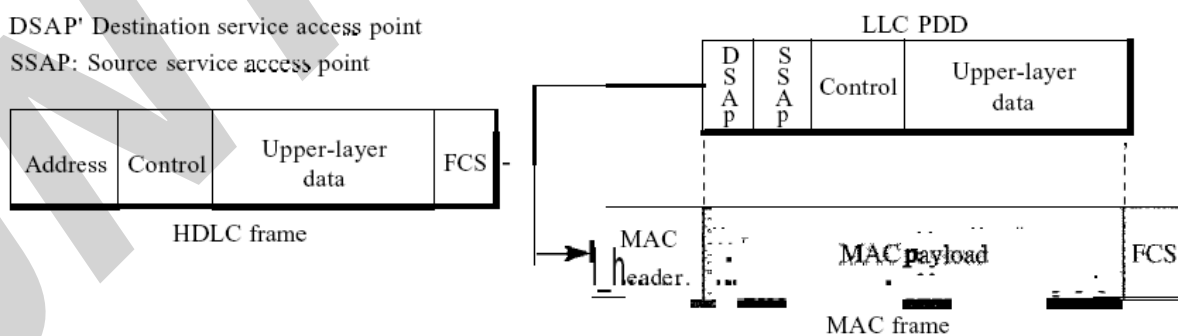 DSAP' Destination service access point
SSAP: Source service access point
LLC PDD
D
S
A
p
S
S
A
p
Control
Upper-layer
data
Address
Control
Upper-layer
data
FCS
HDLC frame
MAC
header.
MAC payload
FCS
MAC frame